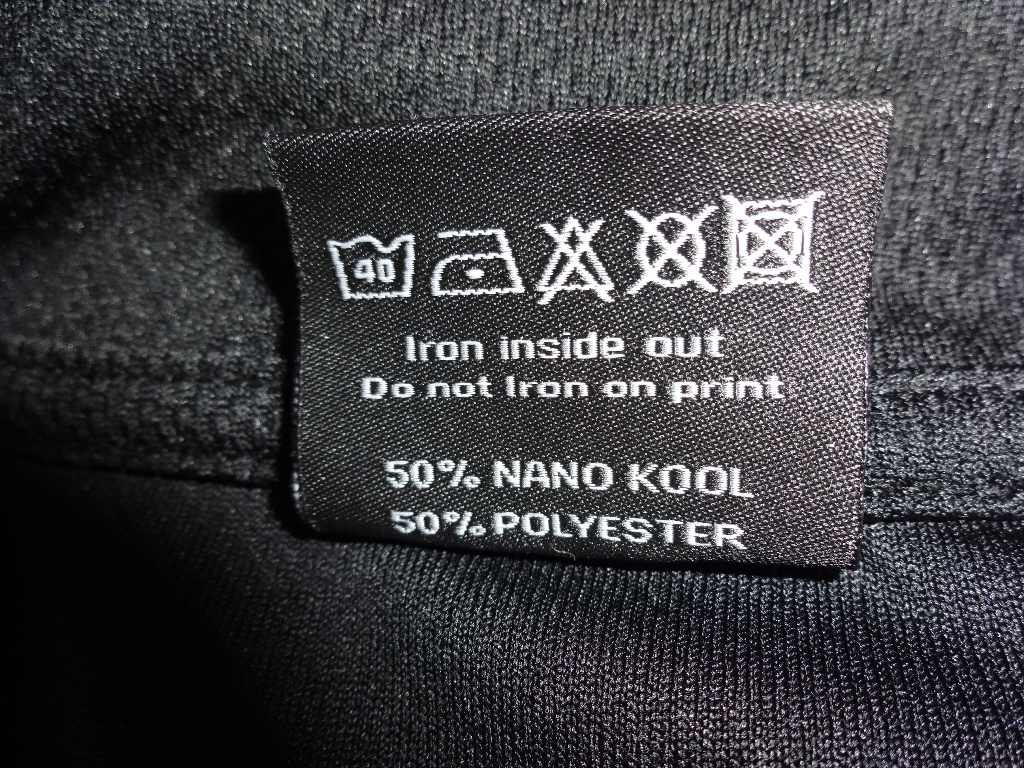 40
Iron inside out
Do not Iron on print
50% NANO KOOL
50% POLYESTER